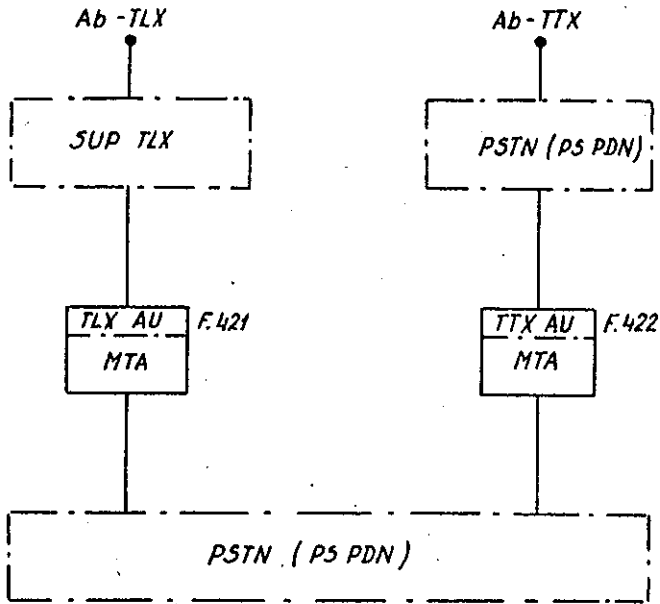 Ab-TLX
Ab-TTX
SUP TLX
PSTN (PS PDN)
TLX AU
F.421
MTA
TTX AU
F.422
MTA
PSTN (PS PDN)